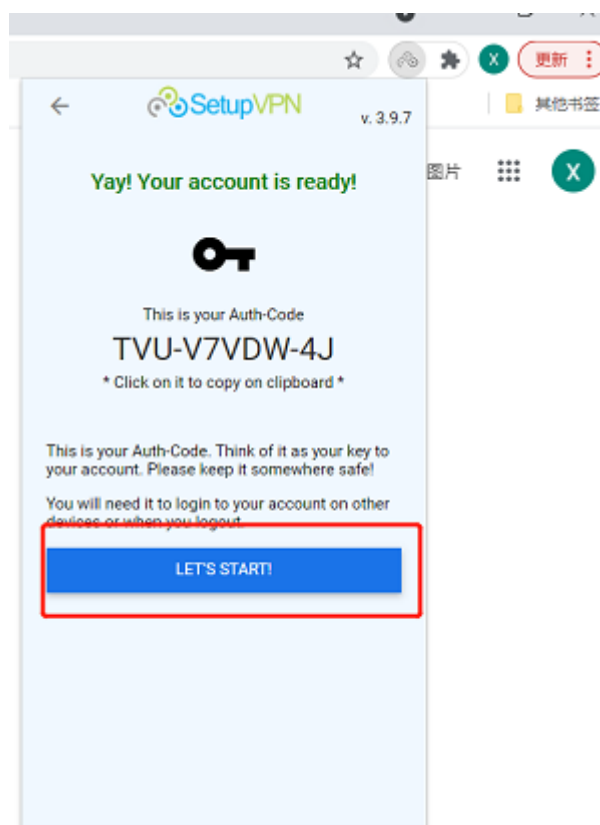 更新
SetupVPN
v. 3.9.7
其他书签
图片
X
X
Yay! Your account is ready!
This is your Auth-Code
TVU-V7VDW-4J
* Click on it to copy on clipboard *
This is your Auth-Code. Think of it as your key to
your account. Please keep it somewhere safe!
You will need it to login to your account on other
devices or when you logout.
LET'S START!